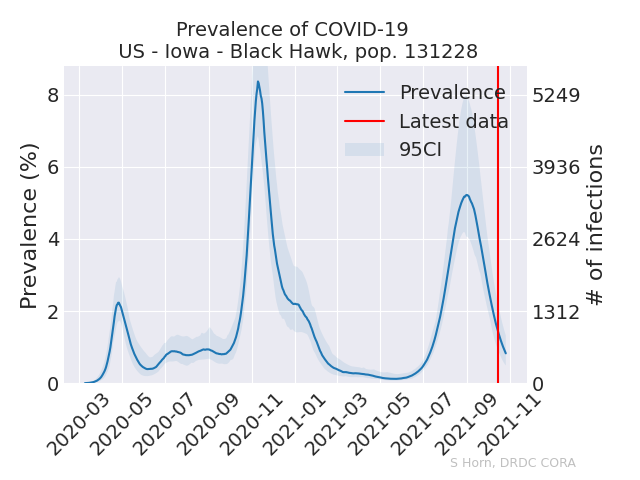 Prevalence of COVID-19
US - Iowa - Black Hawk, pop. 131228
Prevalence
Latest data
95CI
Prevalence (%)
8
6
4
2
0
5249
3936
2624
1312
0
# of infections
2020-03
2020-05
2020-07
2020-09
2020-11
2021-01
2021-03
2021-05
2021-07
2021-09
2021-11
S Horn, DRDC CORA